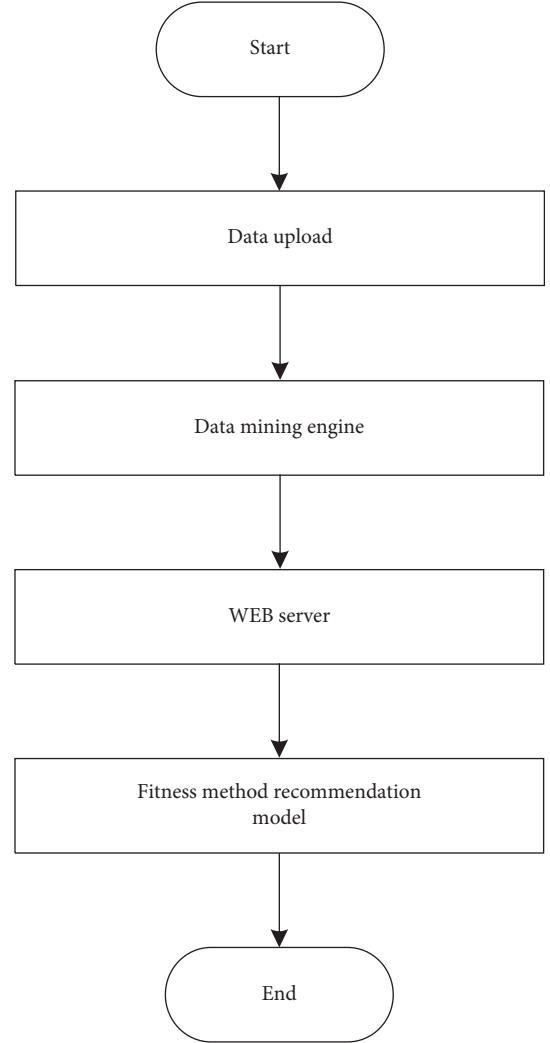 Start
Data upload
Data mining engine
WEB server
Fitness method recommendation
model
End